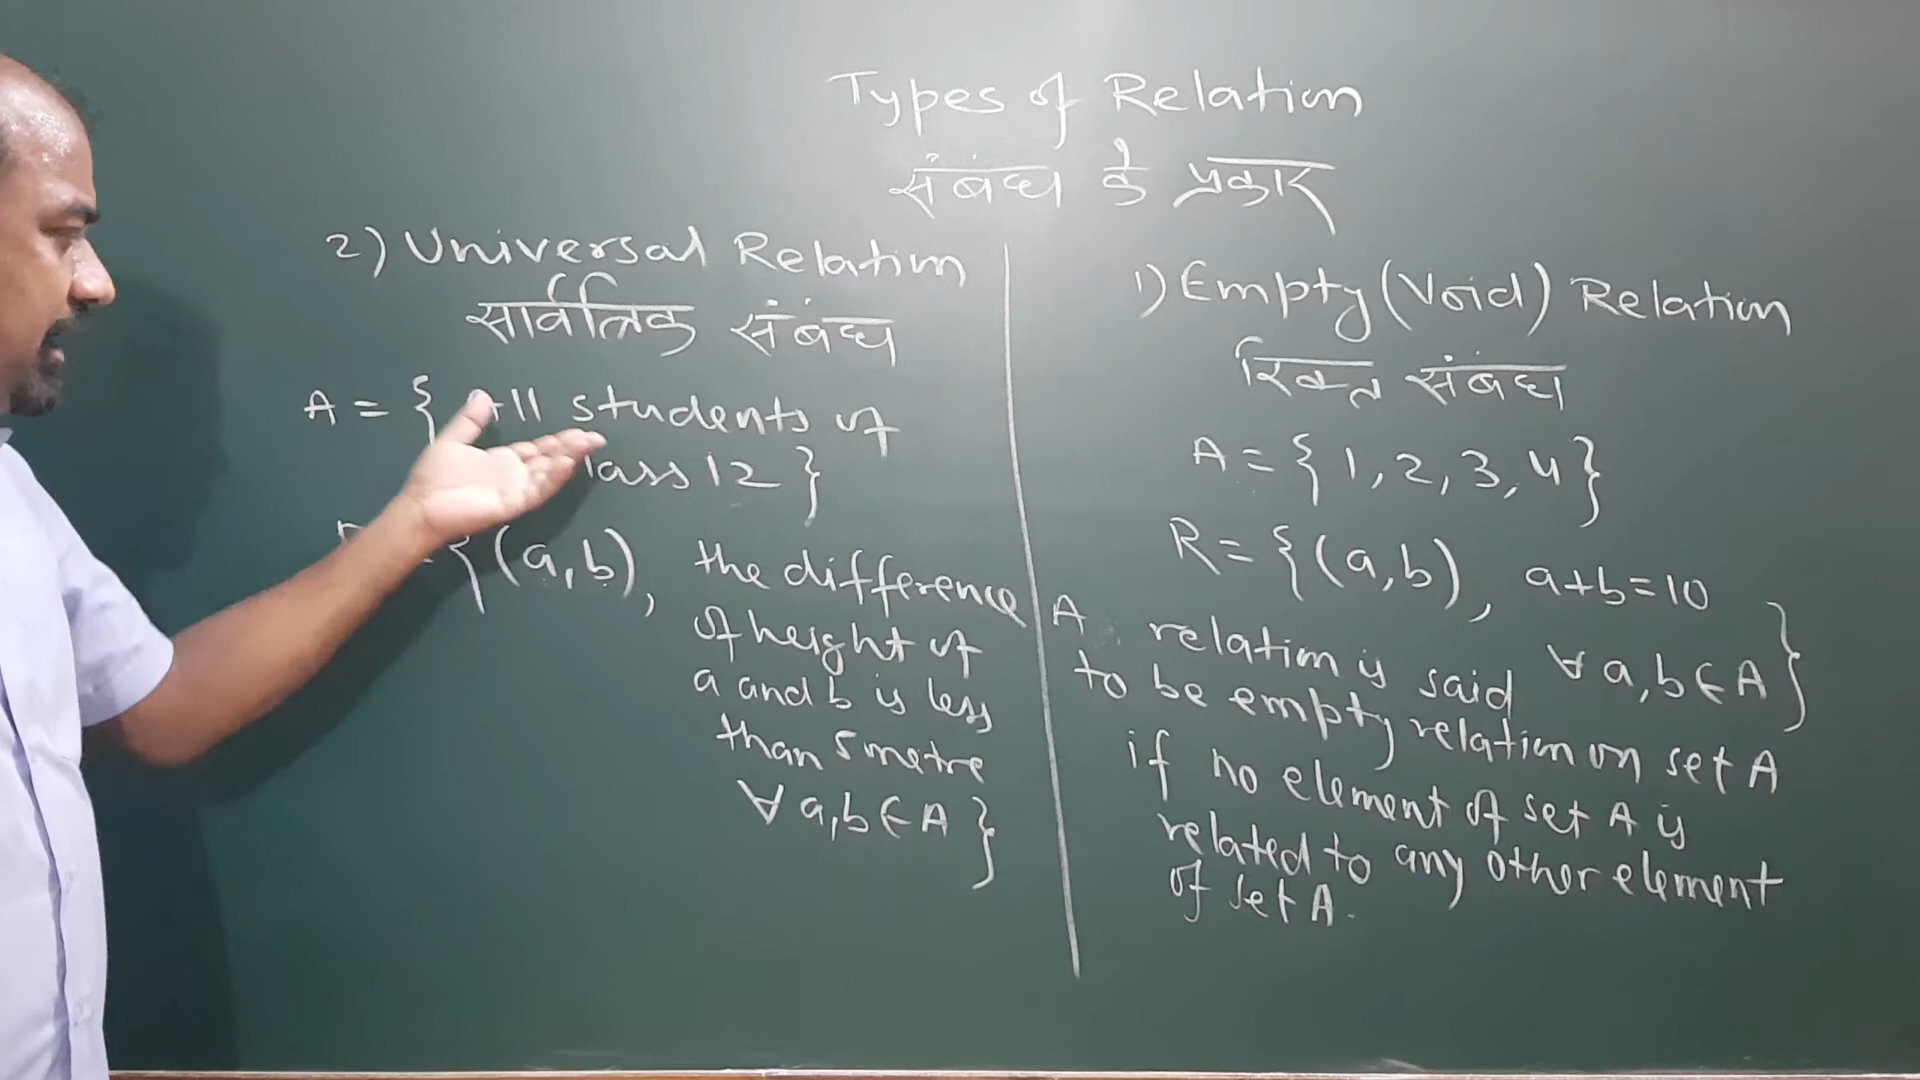 Types of Relation
संबंध के प्रकार
2) Universal Relation
सार्वत्रिक संबंध
A = { All students of
lass 12 }
= { (a, b), the difference
of height of
a and b is less
than 5 metre
∀ a, b ∈ A }
1) Empty (Void) Relation
रिक्त संबंध
A = { 1, 2, 3, 4 }
R = { (a, b), a+b=10
∀ a, b ∈ A }
A relation is said
to be empty relation on set A
if no element of set A is
related to any other element
of set A.